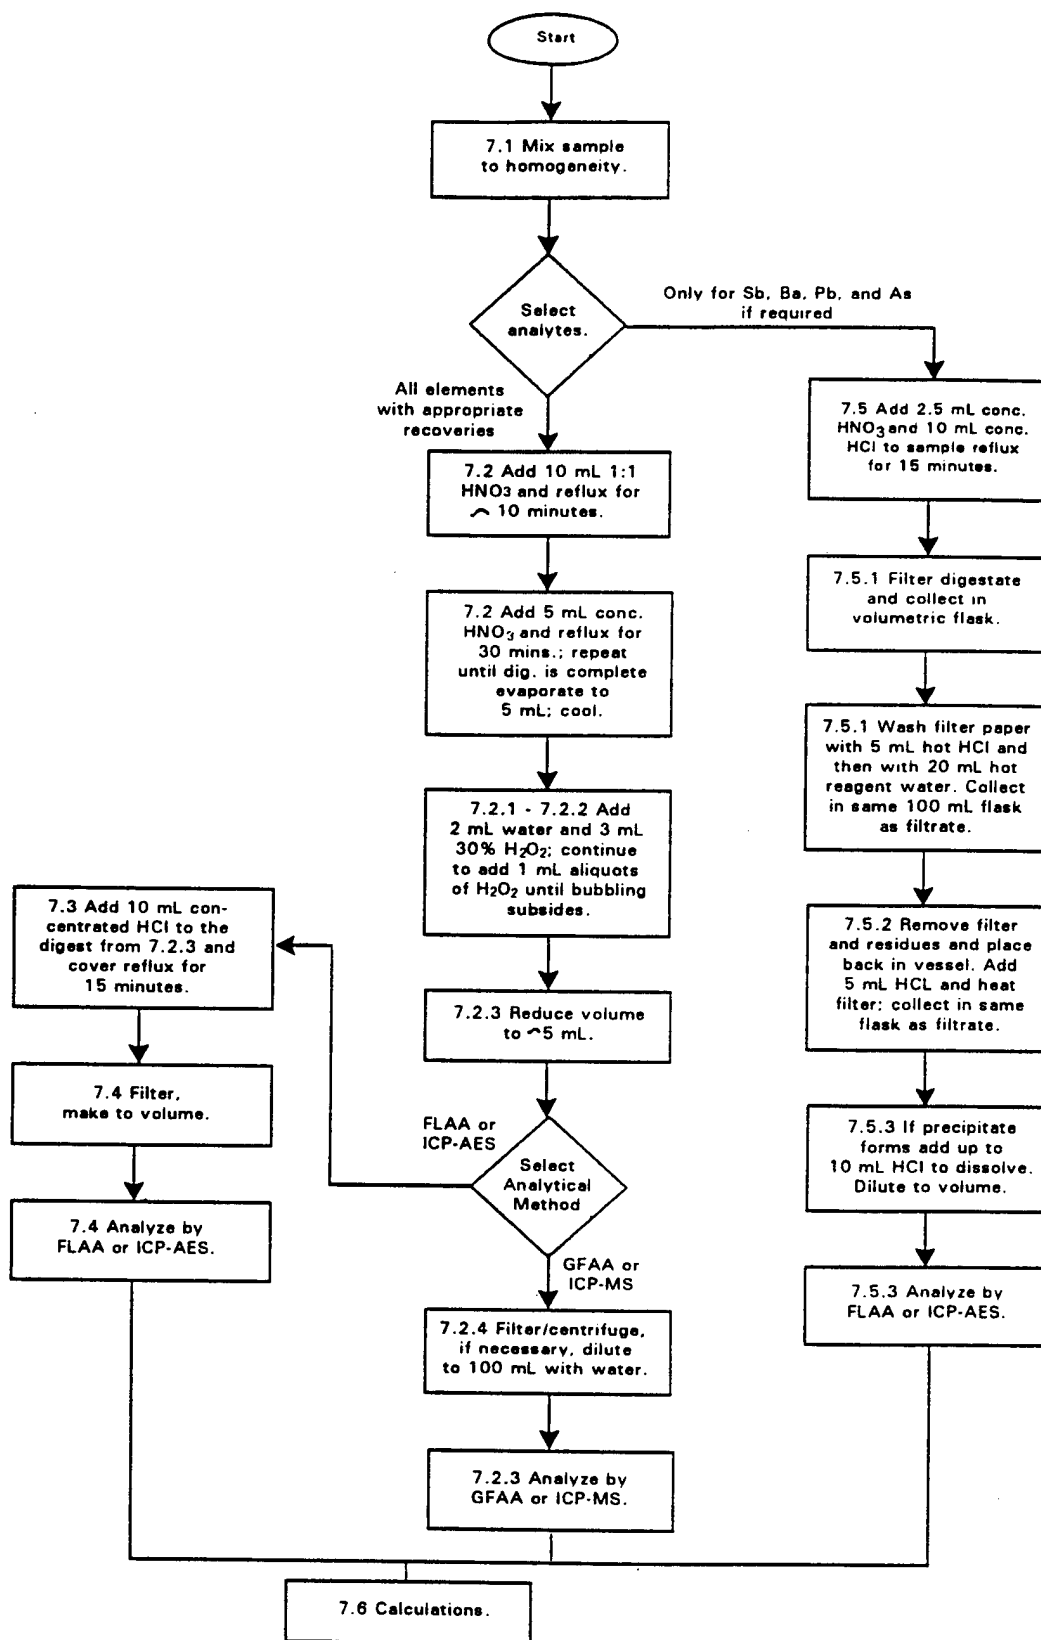 Start
7.1 Mix sample
to homogeneity.
Select
analytes.
Only for Sb, Ba, Pb, and As
if required
All elements
with appropriate
recoveries
7.2 Add 10 mL 1:1
HNO3 and reflux for
~ 10 minutes.
7.2 Add 5 mL conc.
HNO3 and reflux for
30 mins.; repeat
until dig. is complete
evaporate to
5 mL; cool.
7.2.1 - 7.2.2 Add
2 mL water and 3 mL
30% H2O2; continue
to add 1 mL aliquots
of H2O2 until bubbling
subsides.
7.2.3 Reduce volume
to ~5 mL.
Select
Analytical
Method
FLAA or
ICP-AES
7.3 Add 10 mL con-
centrated HCl to the
digest from 7.2.3 and
cover reflux for
15 minutes.
7.4 Filter,
make to volume.
7.4 Analyze by
FLAA or ICP-AES.
GFAA or
ICP-MS
7.2.4 Filter/centrifuge,
if necessary, dilute
to 100 mL with water.
7.2.3 Analyze by
GFAA or ICP-MS.
7.5 Add 2.5 mL conc.
HNO3 and 10 mL conc.
HCl to sample reflux
for 15 minutes.
7.5.1 Filter digestate
and collect in
volumetric flask.
7.5.1 Wash filter paper
with 5 mL hot HCl and
then with 20 mL hot
reagent water. Collect
in same 100 mL flask
as filtrate.
7.5.2 Remove filter
and residues and place
back in vessel. Add
5 mL HCL and heat
filter; collect in same
flask as filtrate.
7.5.3 If precipitate
forms add up to
10 mL HCl to dissolve.
Dilute to volume.
7.5.3 Analyze by
FLAA or ICP-AES.
7.6 Calculations.